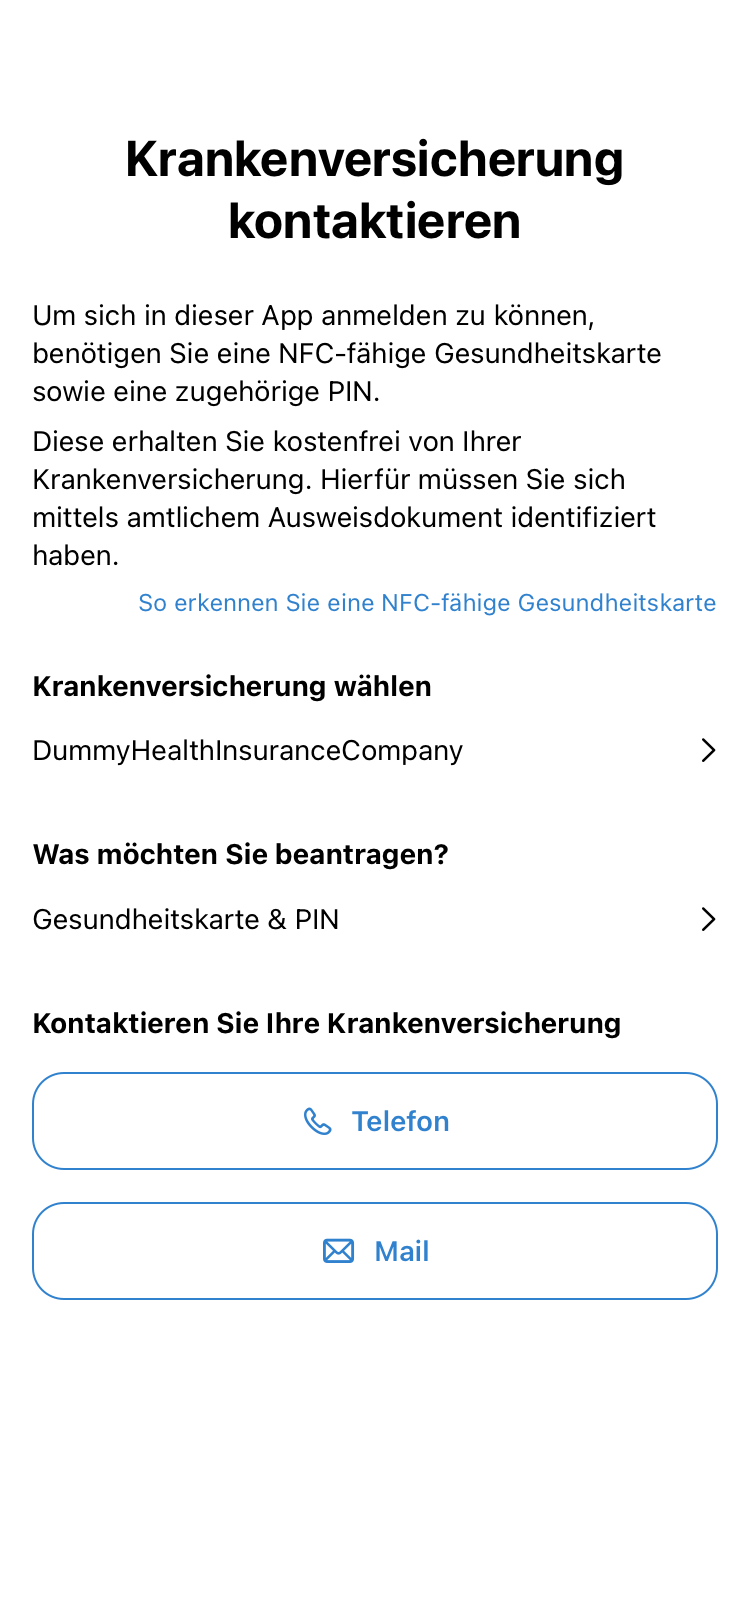 Krankenversicherung
kontaktieren
Um sich in dieser App anmelden zu können,
benötigen Sie eine NFC-fähige Gesundheitskarte
sowie eine zugehörige PIN.
Diese erhalten Sie kostenfrei von Ihrer
Krankenversicherung. Hierfür müssen Sie sich
mittels amtlichem Ausweisdokument identifiziert
haben.
So erkennen Sie eine NFC-fähige Gesundheitskarte
Krankenversicherung wählen
DummyHealthInsuranceCompany
Was möchten Sie beantragen?
Gesundheitskarte & PIN
Kontaktieren Sie Ihre Krankenversicherung
Telefon
Mail